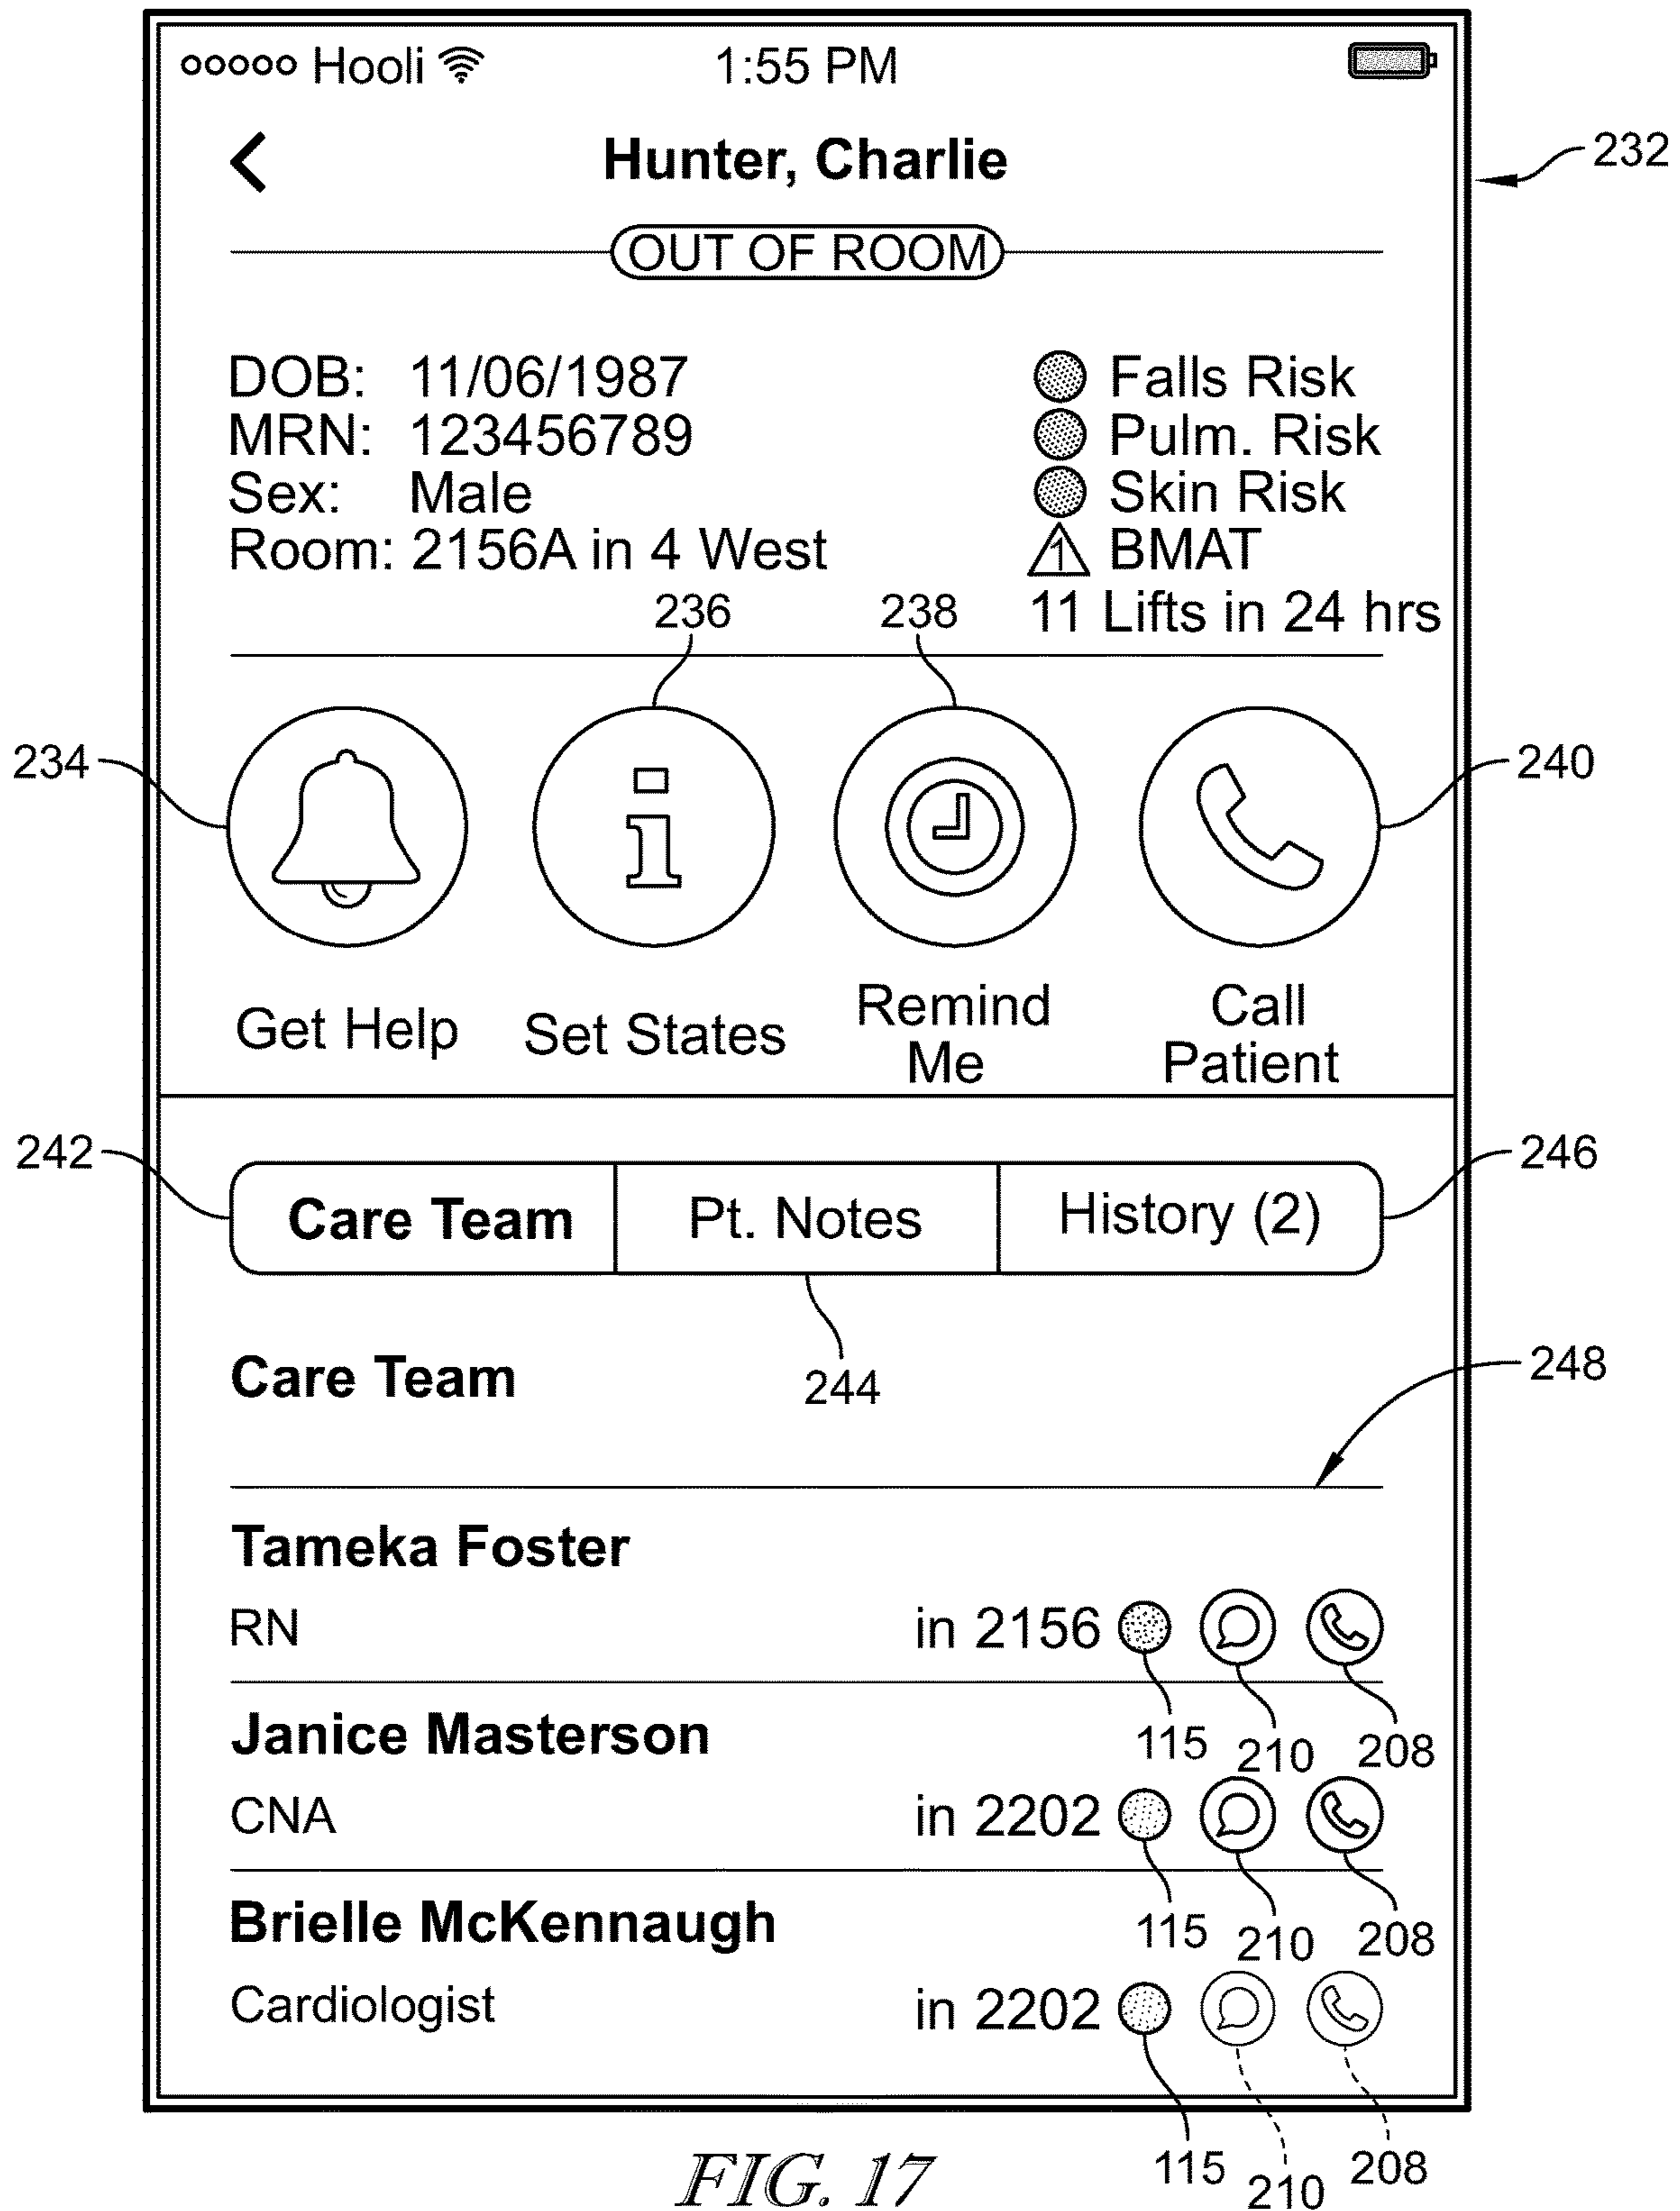 Hooli 1:55 PM
Hunter, Charlie
232
OUT OF ROOM
DOB: 11/06/1987
Falls Risk
MRN: 123456789
Pulm. Risk
Sex: Male
Skin Risk
Room: 2156A in 4 West
1 BMAT
11 Lifts in 24 hrs
236 238
234 240
Get Help
Set States
Remind
Me
Call
Patient
242 246
Care Team
Pt. Notes
History (2)
244
Care Team
248
Tameka Foster
RN in 2156
115 210 208
Janice Masterson
CNA in 2202
115 210 208
Brielle McKennaugh
Cardiologist in 2202
115 210 208
FIG. 17